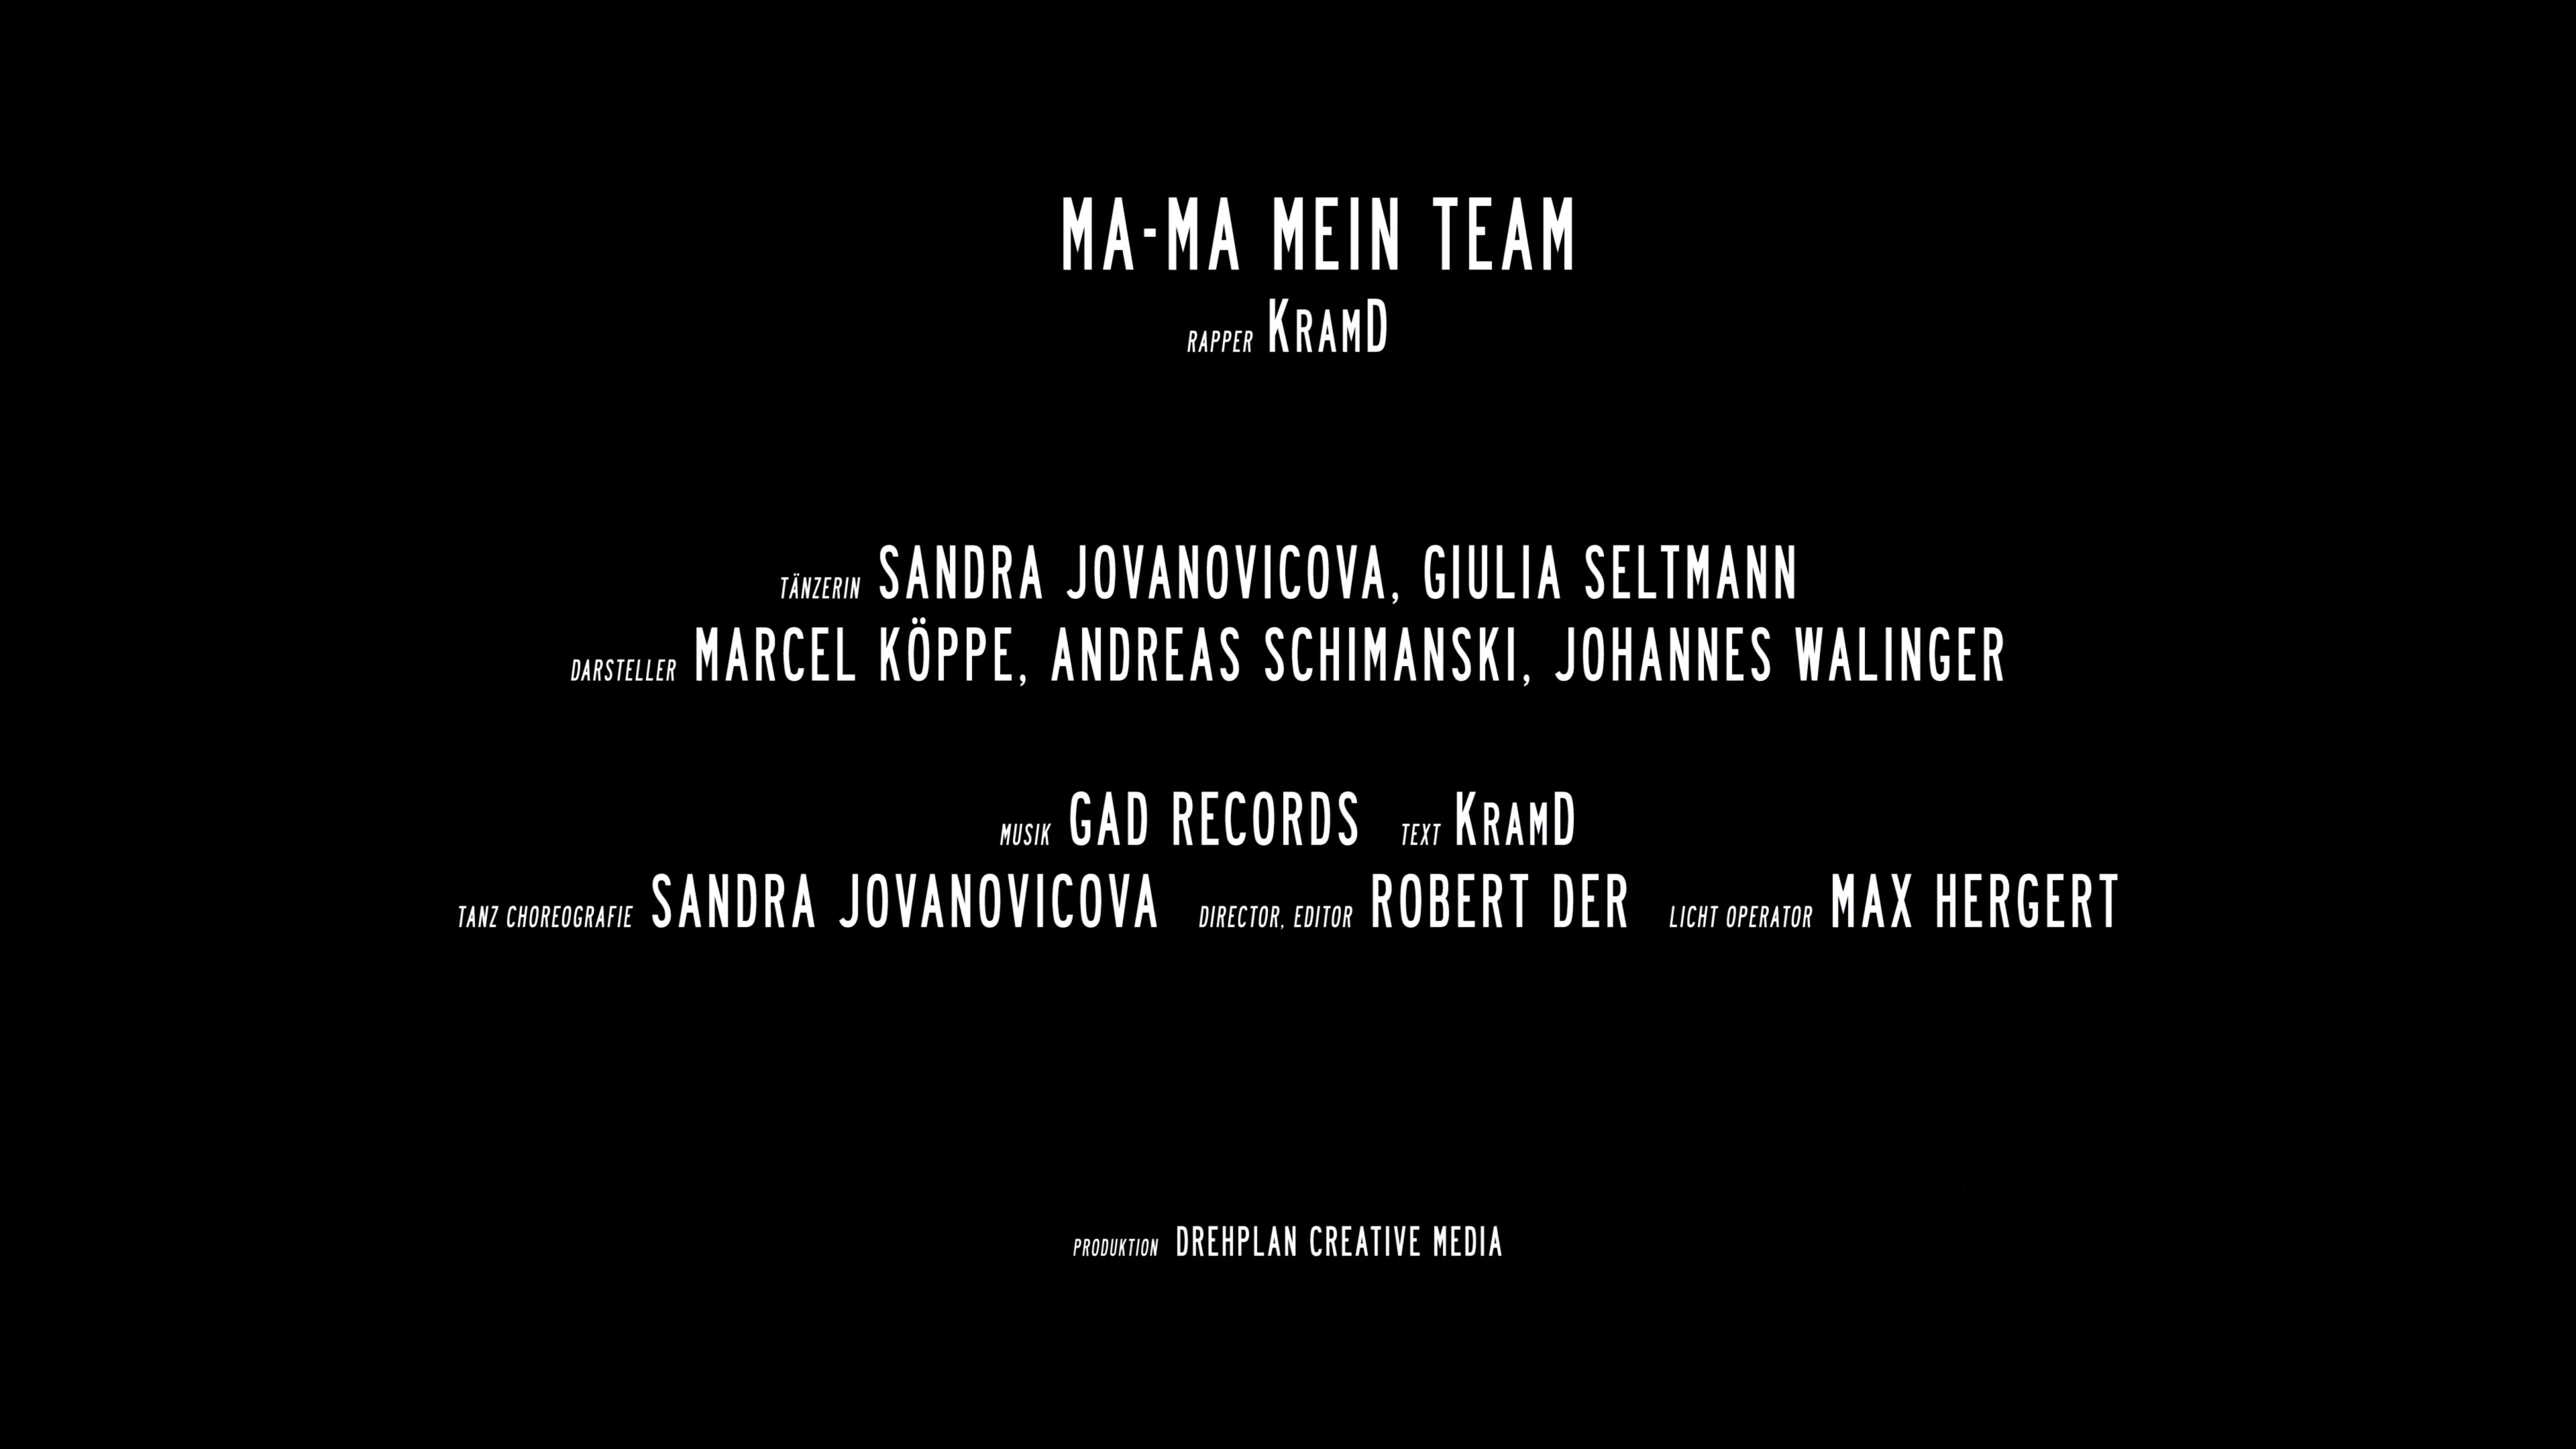 MA-MA MEIN TEAM
RAPPER KRAMD
TÄNZERIN SANDRA JOVANOVICOVA, GIULIA SELTMANN
DARSTELLER MARCEL KÖPPE, ANDREAS SCHIMANSKI, JOHANNES WALINGER
MUSIK GAD RECORDS TEXT KRAMD
TANZ CHOREOGRAFIE SANDRA JOVANOVICOVA DIRECTOR, EDITOR ROBERT DER LICHT OPERATOR MAX HERGERT
PRODUKTION DREHPLAN CREATIVE MEDIA